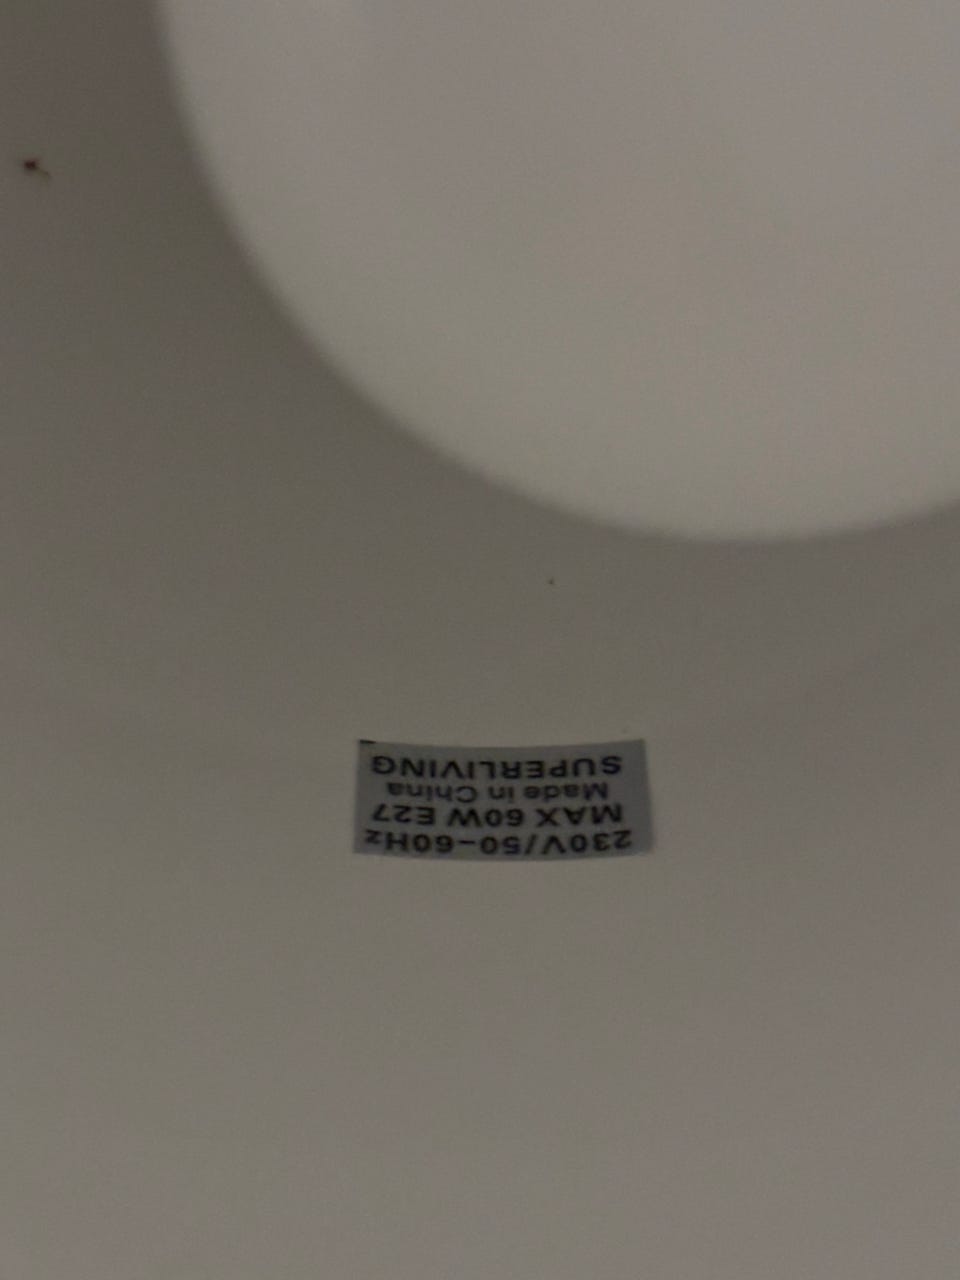 230V/50-60Hz
MAX 60W E27
Made in China
SUPERLIVING